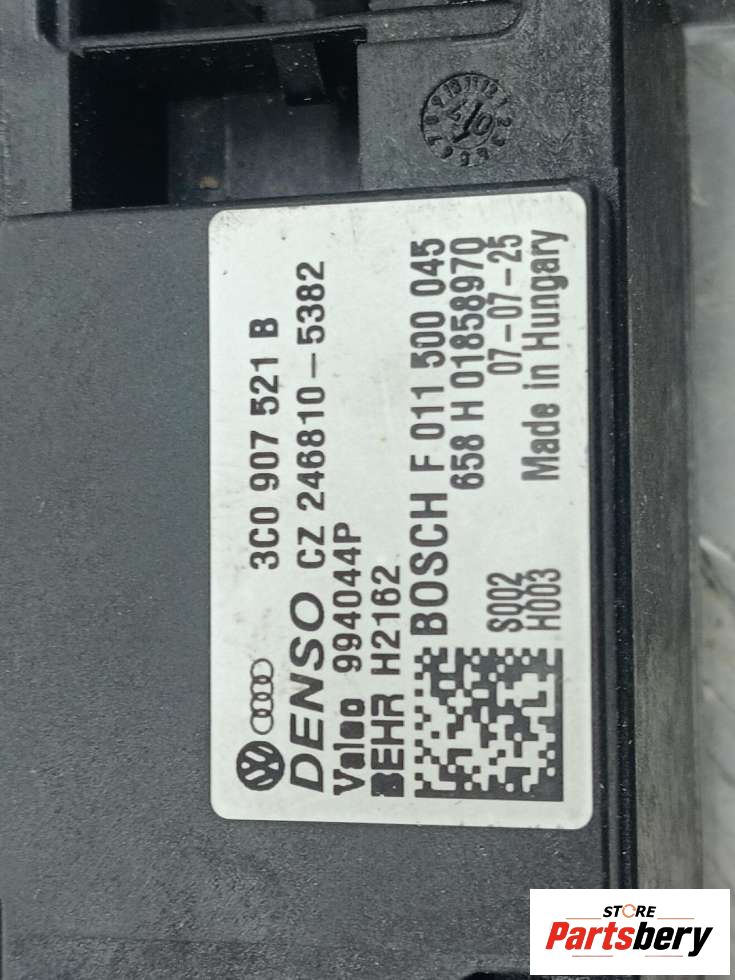 3C0 907 521 B
DENSO CZ 246810-5382
Valeo 994044P
BEHR H2162
BOSCH F 011 500 045
658 H 01858970
07-07-25
S002
H003
Made in Hungary
STORE
Partsbery